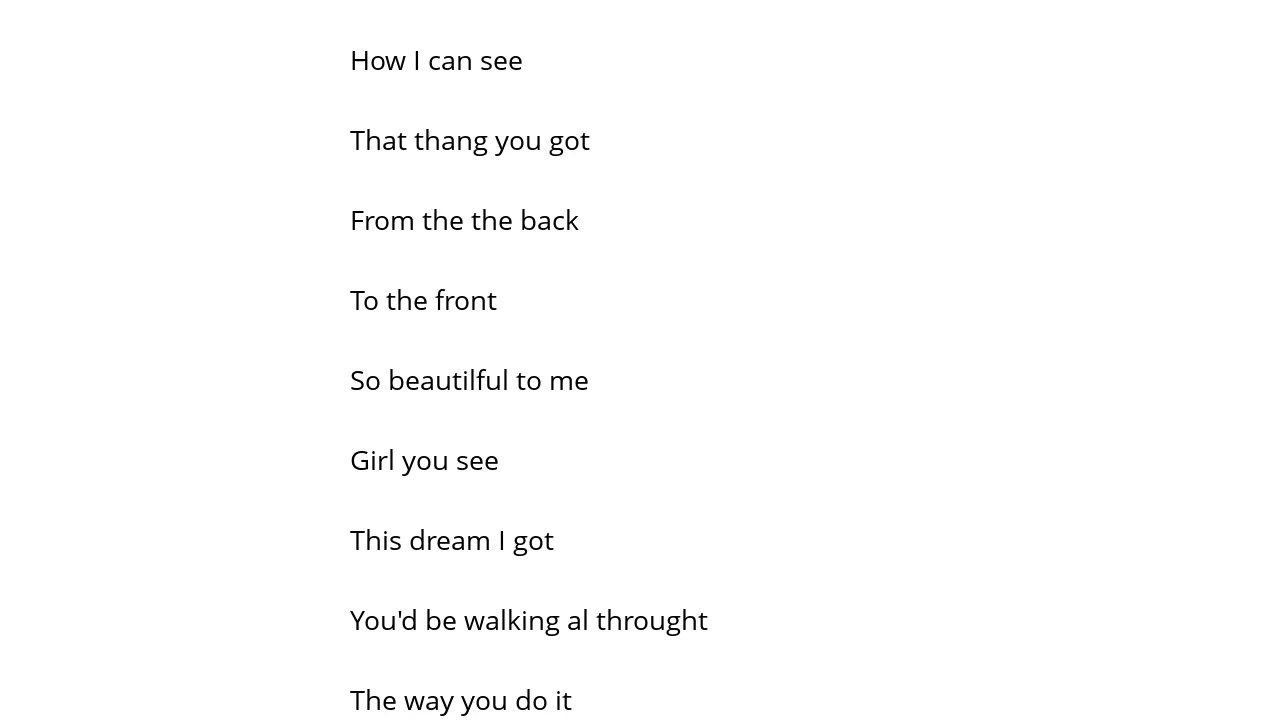 How I can see
That thang you got
From the the back
To the front
So beautilful to me
Girl you see
This dream I got
You'd be walking al throught
The way you do it